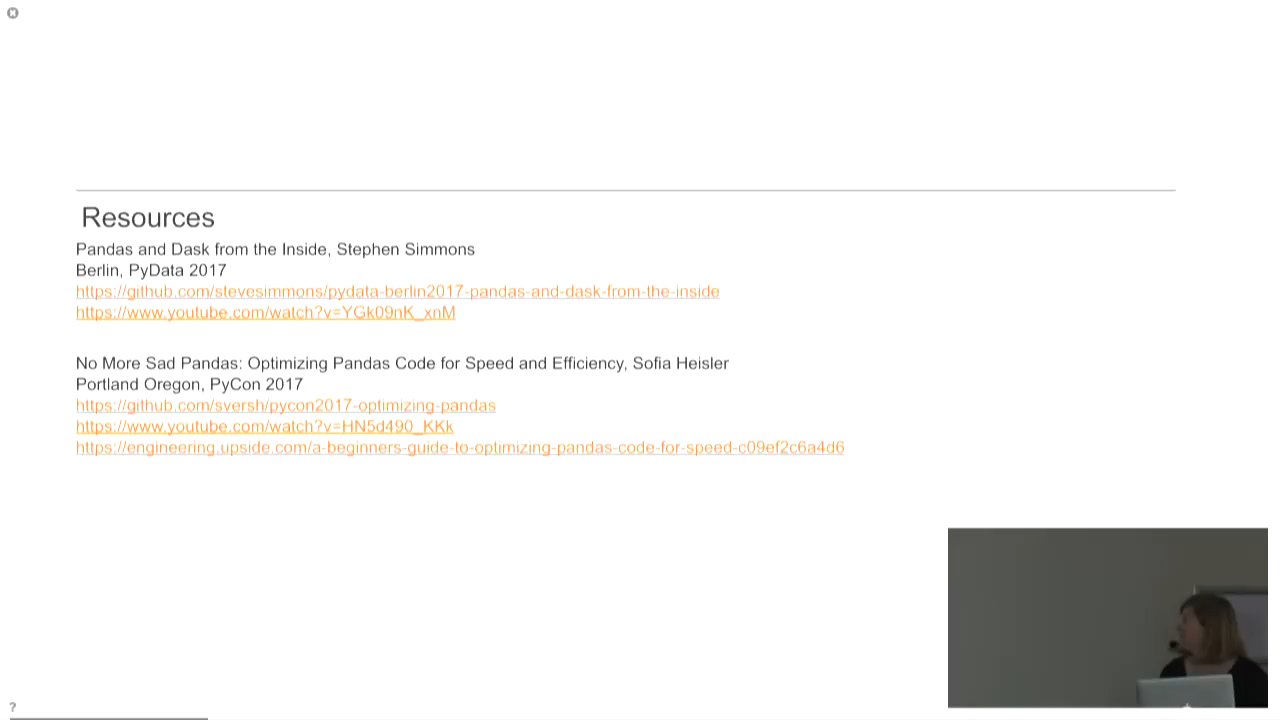 Resources
Pandas and Dask from the Inside, Stephen Simmons
Berlin, PyData 2017
https://github.com/stevesimmons/pydata-berlin2017-pandas-and-dask-from-the-inside
https://www.youtube.com/watch?v=YGk09nK_xnM
No More Sad Pandas: Optimizing Pandas Code for Speed and Efficiency, Sofia Heisler
Portland Oregon, PyCon 2017
https://github.com/sversh/pycon2017-optimizing-pandas
https://www.youtube.com/watch?v=HN5d490_KKk
https://engineering.upside.com/a-beginners-guide-to-optimizing-pandas-code-for-speed-c09ef2c6a4d6
?